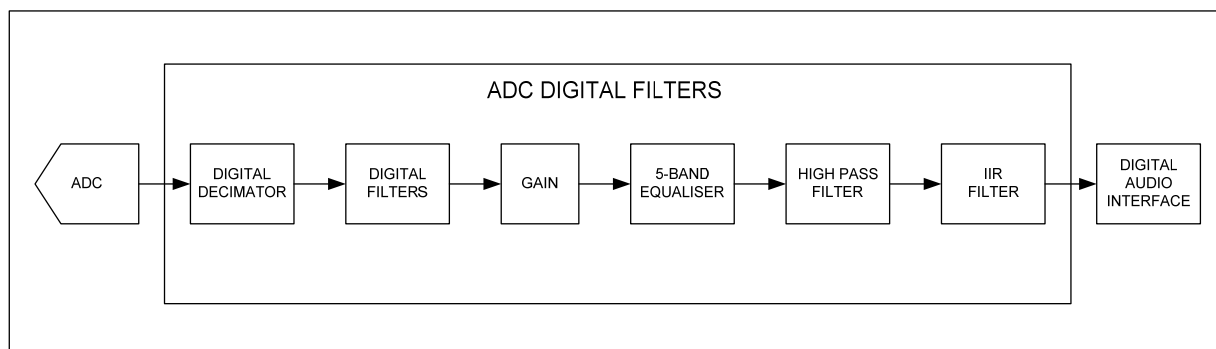 ADC DIGITAL FILTERS
ADC
DIGITAL
DECIMATOR
DIGITAL
FILTERS
GAIN
5-BAND
EQUALISER
HIGH PASS
FILTER
IIR
FILTER
DIGITAL
AUDIO
INTERFACE